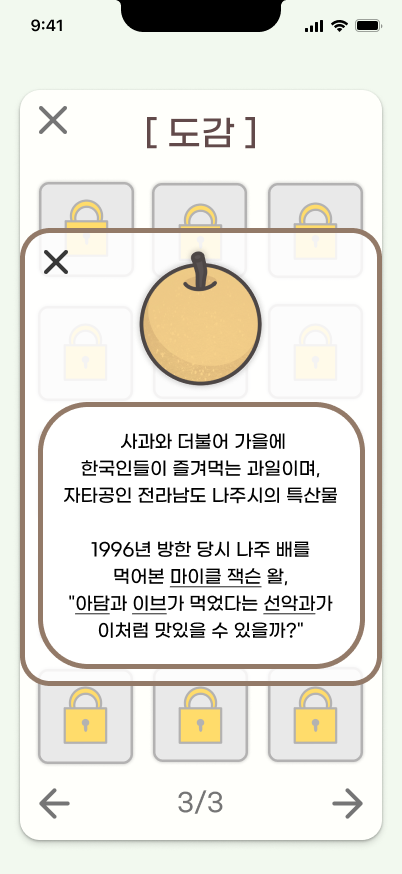 9:41
[ 도감 ]
사과와 더불어 가을에
한국인들이 즐겨먹는 과일이며,
자타공인 전라남도 나주시의 특산물
1996년 방한 당시 나주 배를
먹어본 마이클 잭슨 왈,
"아담과 이브가 먹었다는 선악과가
이처럼 맛있을 수 있을까?"
3/3